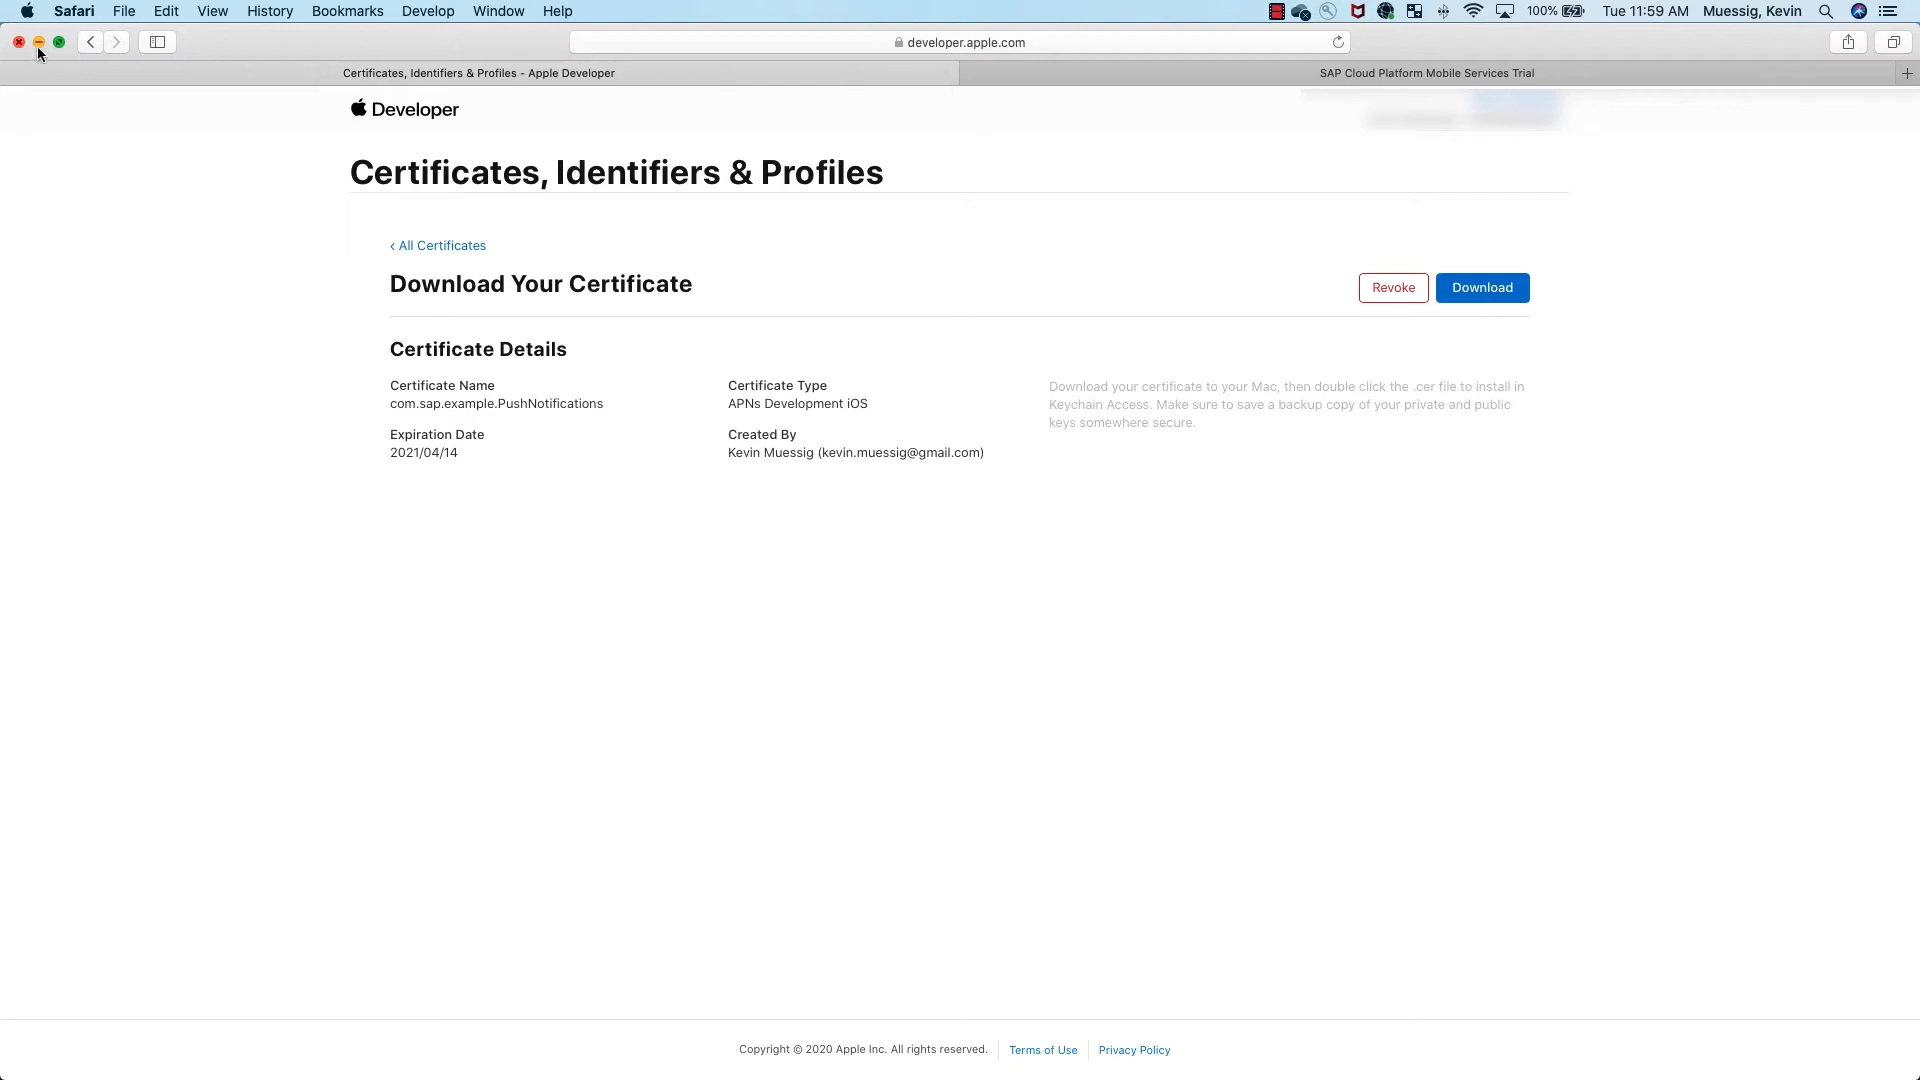 Safari File Edit View History Bookmarks Develop Window Help 100% Tue 11:59 AM Muessig, Kevin
developer.apple.com
Certificates, Identifiers & Profiles - Apple Developer
SAP Cloud Platform Mobile Services Trial
Developer
Certificates, Identifiers & Profiles
‹ All Certificates
Download Your Certificate
Revoke
Download
Certificate Details
Certificate Name
com.sap.example.PushNotifications
Certificate Type
APNs Development iOS
Expiration Date
2021/04/14
Created By
Kevin Muessig (kevin.muessig@gmail.com)
Download your certificate to your Mac, then double click the .cer file to install in
Keychain Access. Make sure to save a backup copy of your private and public
keys somewhere secure.
Copyright © 2020 Apple Inc. All rights reserved. Terms of Use Privacy Policy